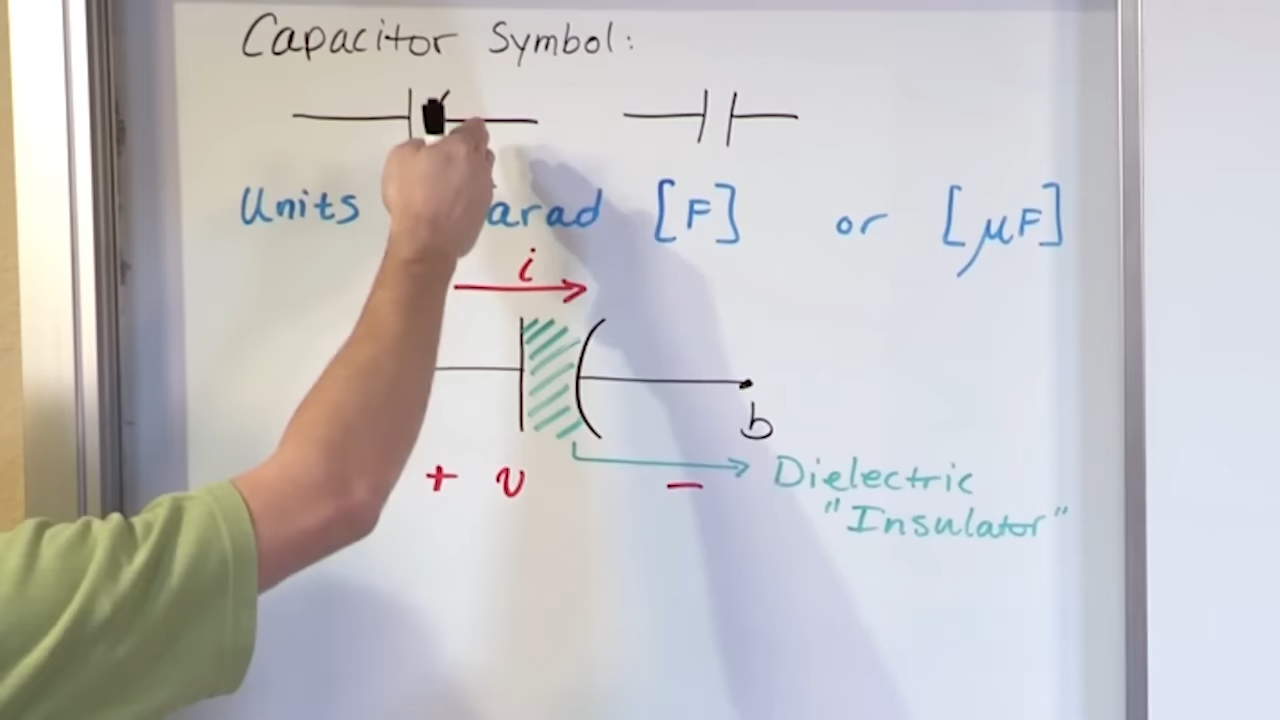 Capacitor Symbol:
Units arad [F] or [μF]
i
b
+ v -
Dielectric
"Insulator"